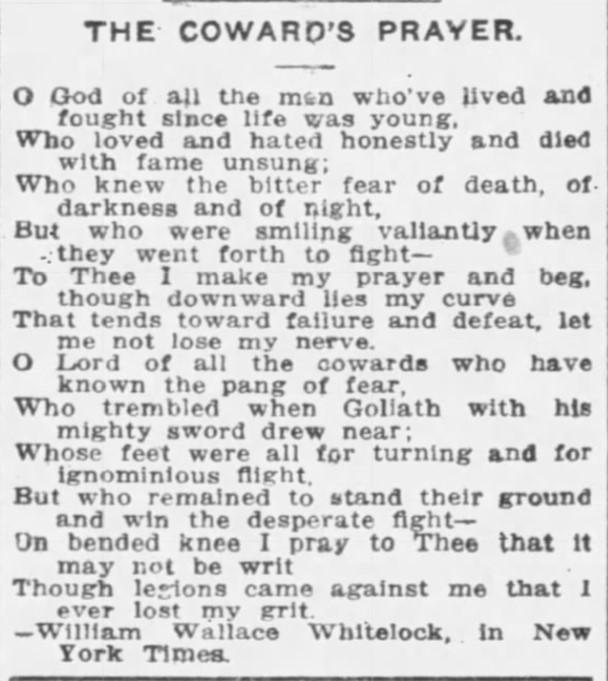 THE COWARD'S PRAYER.
O God of all the men who've lived and
fought since life was young,
Who loved and hated honestly and died
with fame unsung;
Who knew the bitter fear of death, of
darkness and of night,
But who were smiling valiantly when
they went forth to fight—
To Thee I make my prayer and beg,
though downward lies my curve
That tends toward failure and defeat, let
me not lose my nerve.
O Lord of all the cowards who have
known the pang of fear,
Who trembled when Goliath with his
mighty sword drew near;
Whose feet were all for turning and for
ignominious flight,
But who remained to stand their ground
and win the desperate fight—
On bended knee I pray to Thee that it
may not be writ
Though legions came against me that I
ever lost my grit.
—William Wallace Whitelock, in New
York Times.